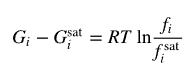 G_i − G_i^sat = RT ln f_i / f_i^sat